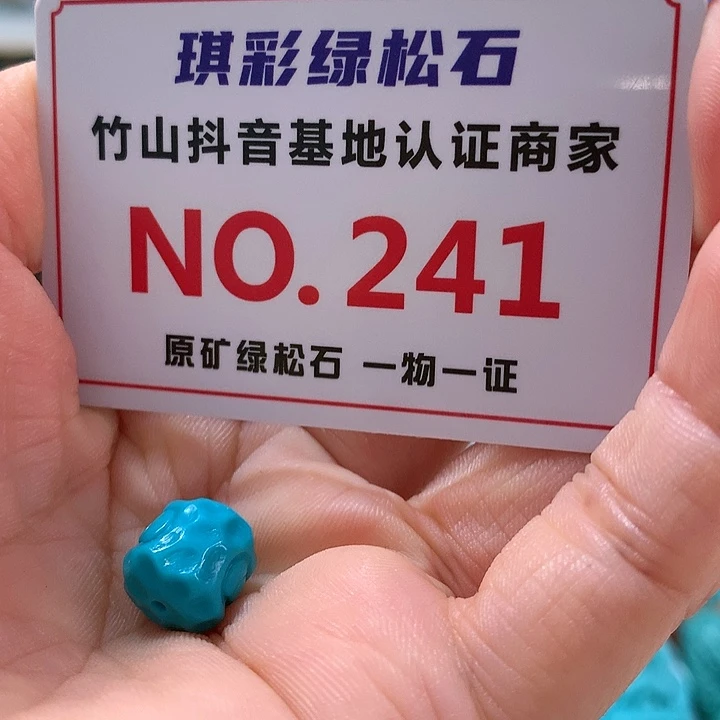 琪彩绿松石
竹山抖音基地认证商家
NO.241
原矿绿松石 一物一证